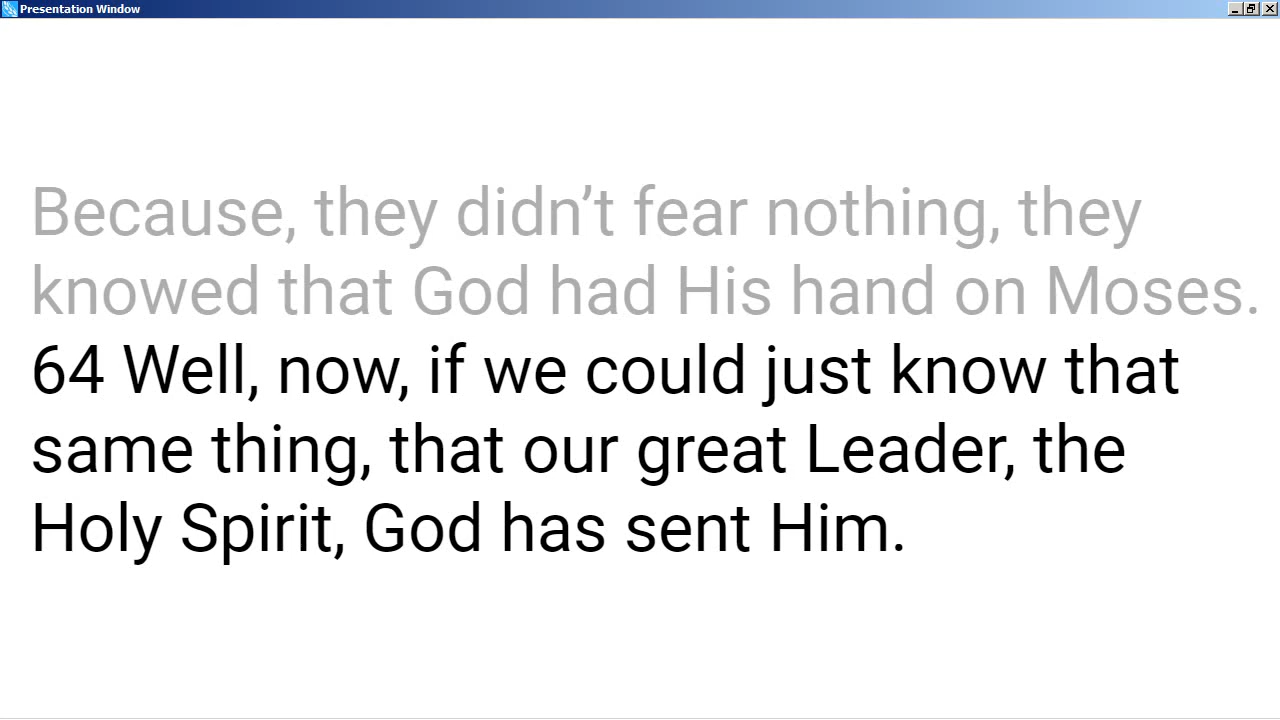 Presentation Window
Because, they didn’t fear nothing, they
knowed that God had His hand on Moses.
64 Well, now, if we could just know that
same thing, that our great Leader, the
Holy Spirit, God has sent Him.